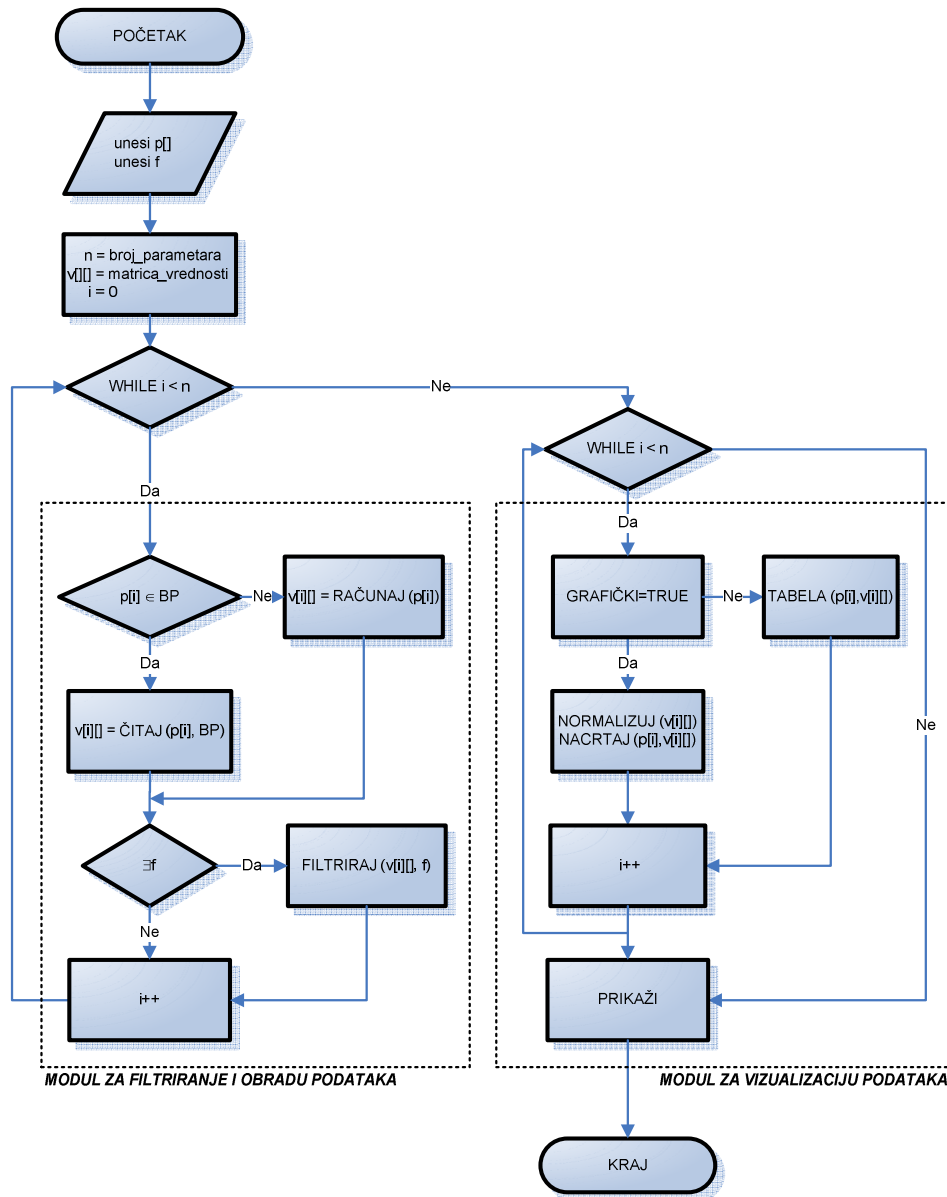 POČETAK
unesi p[]
unesi f
n = broj_parametara
v[][] = matrica_vrednosti
i = 0
WHILE i < n
Ne
Da
p[i] ∈ BP
Ne
v[i][] = RAČUNAJ (p[i])
Da
v[i][] = ČITAJ (p[i], BP)
∃f
Da
FILTRIRAJ (v[i][], f)
Ne
i++
MODUL ZA FILTRIRANJE I OBRADU PODATAKA
WHILE i < n
Da
GRAFIČKI=TRUE
Ne
TABELA (p[i],v[i][])
Da
NORMALIZUJ (v[i][])
NACRTAJ (p[i],v[i][])
Ne
i++
PRIKAŽI
MODUL ZA VIZUALIZACIJU PODATAKA
KRAJ